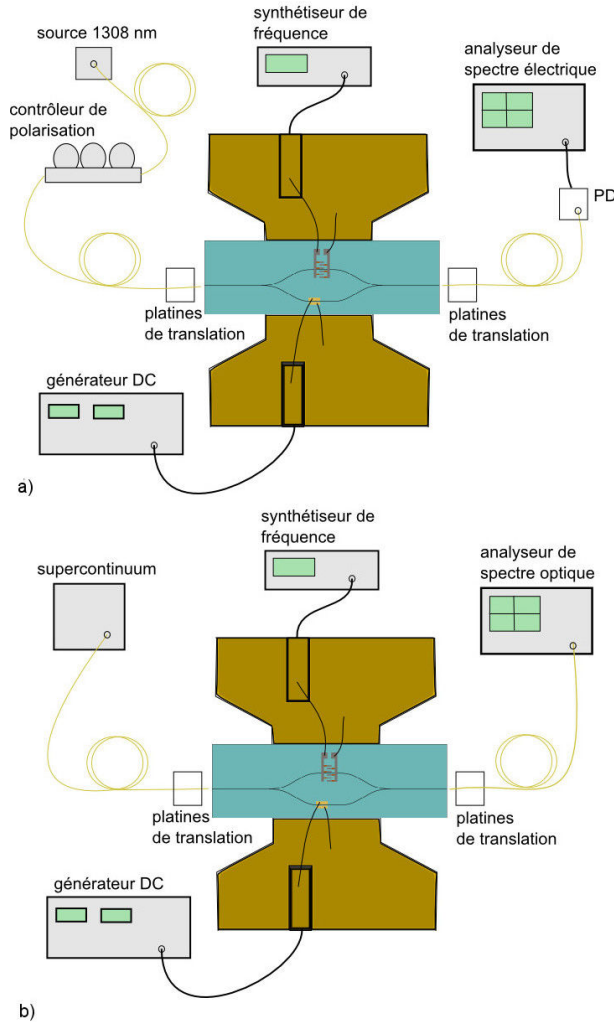 source 1308 nm
synthétiseur de
fréquence
analyseur de
spectre électrique
contrôleur de
polarisation
PD
platines
de translation
platines
de translation
générateur DC
a)
synthétiseur de
fréquence
supercontinuum
analyseur de
spectre optique
platines
de translation
platines
de translation
générateur DC
b)